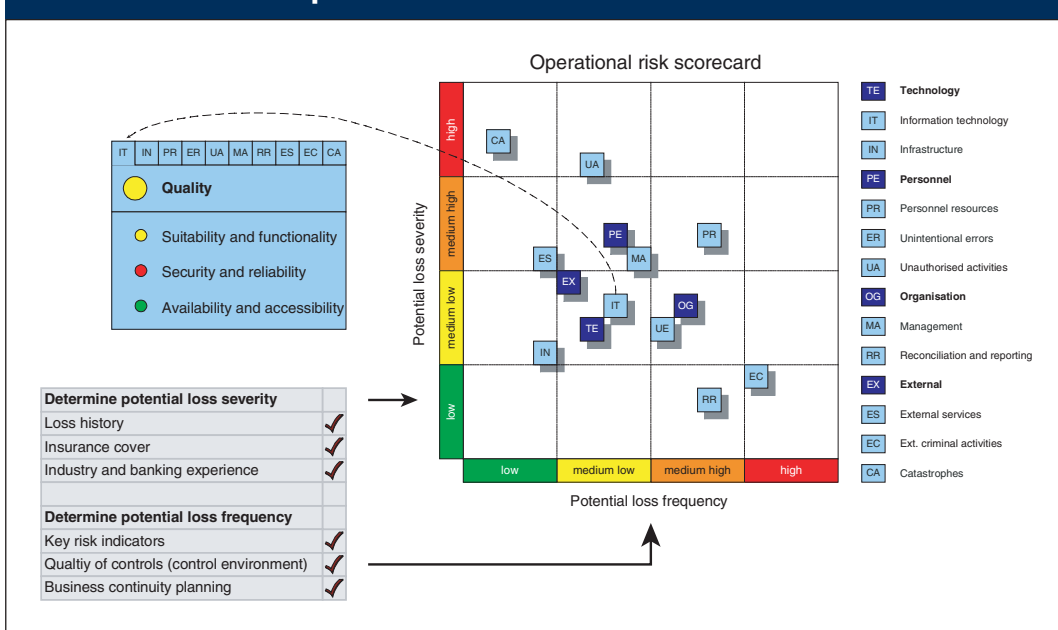 Operational risk scorecard
IT IN PR ER UA MA RR ES EC CA
Quality
Suitability and functionality
Security and reliability
Availability and accessibility
Determine potential loss severity
Loss history
Insurance cover
Industry and banking experience
Determine potential loss frequency
Key risk indicators
Qualtiy of controls (control environment)
Business continuity planning
Potential loss severity
high
medium high
medium low
low
CA
UA
PE
PR
ES
MA
EX
IT
OG
TE
UE
IN
EC
RR
low
medium low
medium high
high
Potential loss frequency
TE Technology
IT Information technology
IN Infrastructure
PE Personnel
PR Personnel resources
ER Unintentional errors
UA Unauthorised activities
OG Organisation
MA Management
RR Reconciliation and reporting
EX External
ES External services
EC Ext. criminal activities
CA Catastrophes